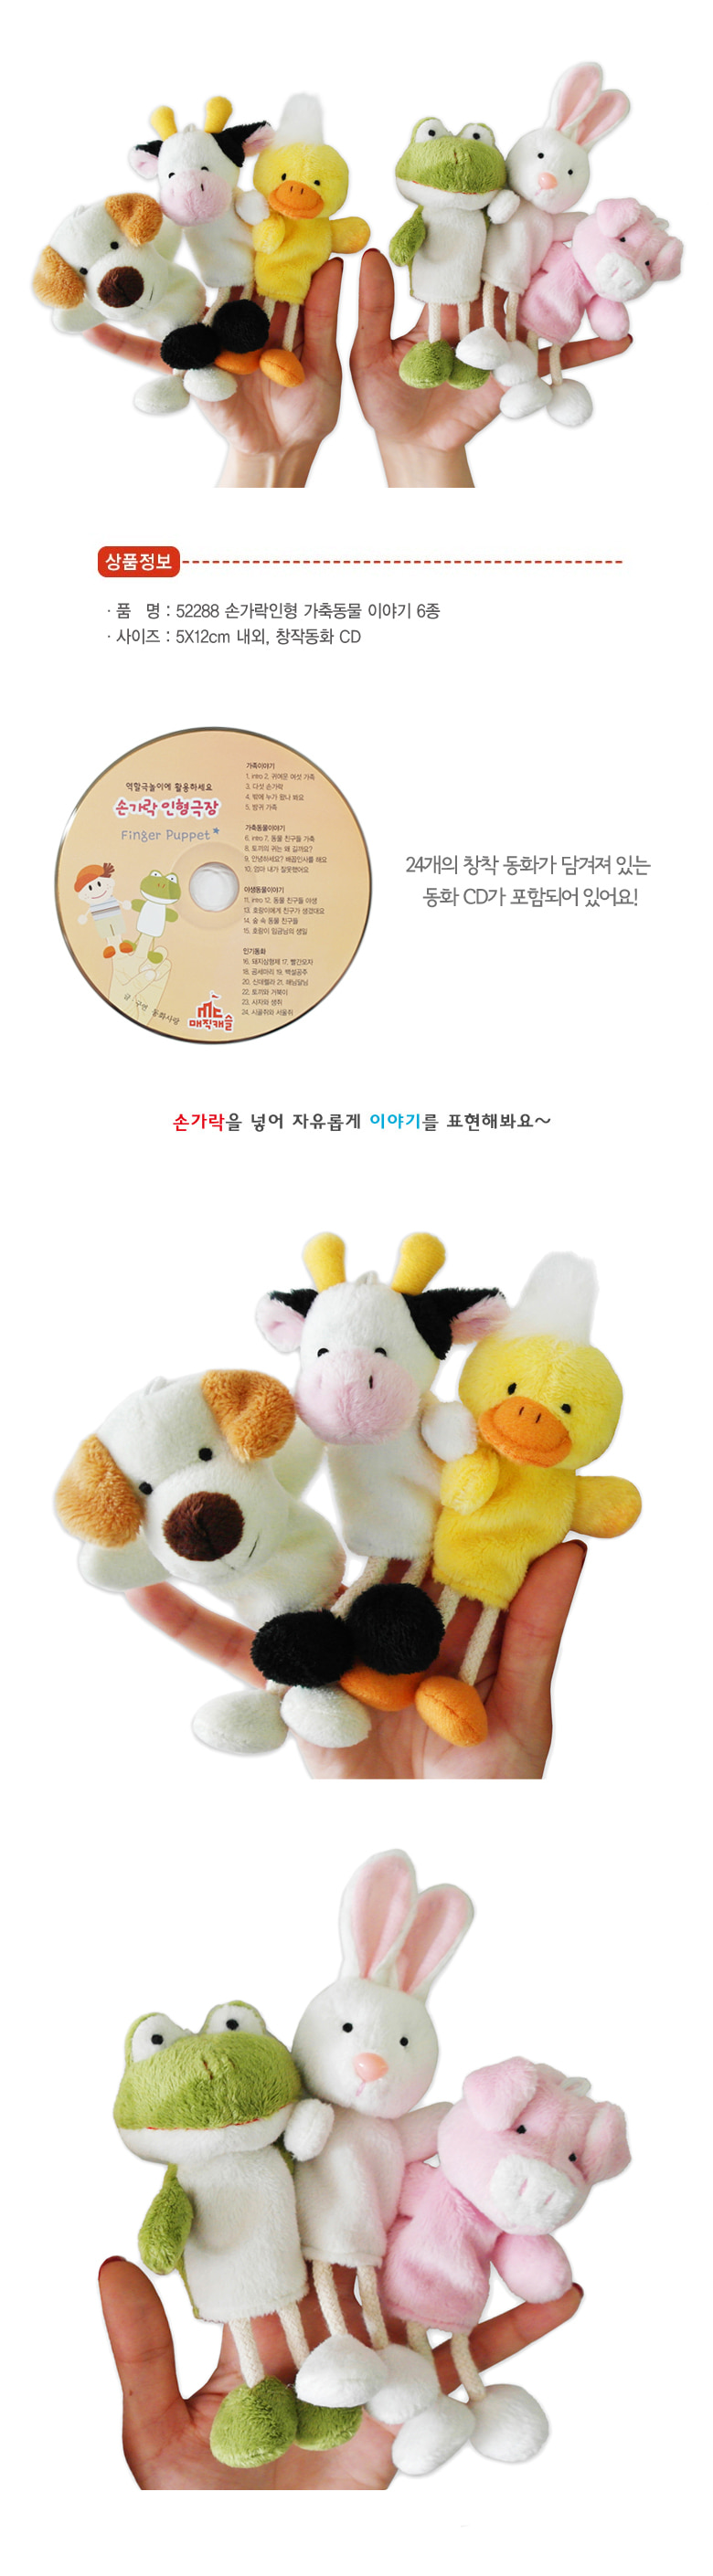 상품정보
· 품 명 : 52288 손가락인형 가축동물 이야기 6종
· 사이즈 : 5X12cm 내외, 창작동화 CD
역할극놀이에 활용하세요
손가락 인형극장
Finger Puppet
가족이야기
1. intro 2. 귀여운 여섯 가족
3. 다섯 손가락
4. 밖에 누가 왔나 봐요
5. 방귀 가족
가축동물이야기
6. intro 7. 동물 친구들 가족
8. 토끼의 귀는 왜 길까요?
9. 안녕하세요? 배꼽인사를 해요
10. 엄마 내가 잘못했어요
야생동물이야기
11. intro 12. 동물 친구들 야생
13. 호랑이에게 친구가 생겼대요
14. 숲 속 동물 친구들
15. 호랑이 임금님의 생일
인기동화
16. 돼지삼형제 17. 빨간모자
18. 곰세마리 19. 백설공주
20. 신데렐라 21. 해님달님
22. 토끼와 거북이
23. 사자와 생쥐
24. 시골쥐와 서울쥐
글·구연 동화사랑
매직캐슬
24개의 창작 동화가 담겨져 있는
동화 CD가 포함되어 있어요!
손가락을 넣어 자유롭게 이야기를 표현해봐요~